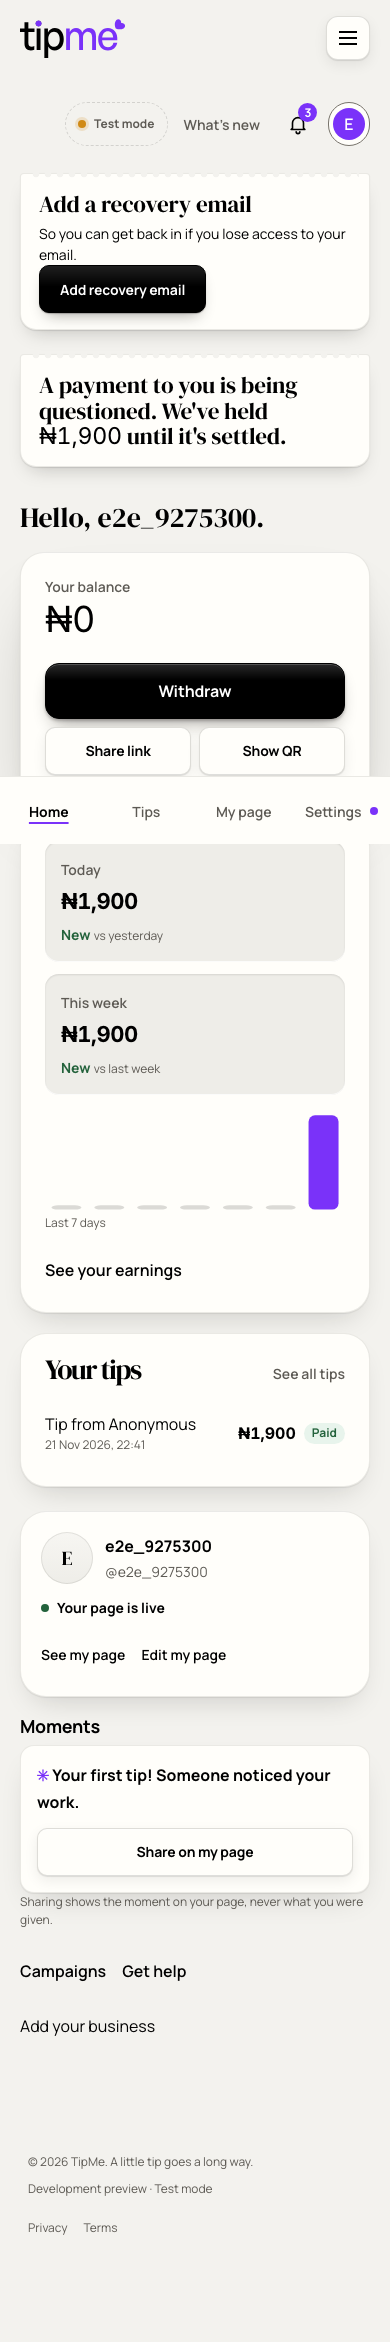 tipme
Test mode
What's new
3
E
Add a recovery email
So you can get back in if you lose access to your
email.
Add recovery email
A payment to you is being
questioned. We've held
₦1,900 until it's settled.
Hello, e2e_9275300.
Your balance
₦0
Withdraw
Share link
Show QR
Home
Tips
My page
Settings
Today
₦1,900
New vs yesterday
This week
₦1,900
New vs last week
Last 7 days
See your earnings
Your tips
See all tips
Tip from Anonymous
21 Nov 2026, 22:41
₦1,900
Paid
E
e2e_9275300
@e2e_9275300
Your page is live
See my page
Edit my page
Moments
Your first tip! Someone noticed your
work.
Share on my page
Sharing shows the moment on your page, never what you were
given.
Campaigns
Get help
Add your business
© 2026 TipMe. A little tip goes a long way.
Development preview · Test mode
Privacy
Terms